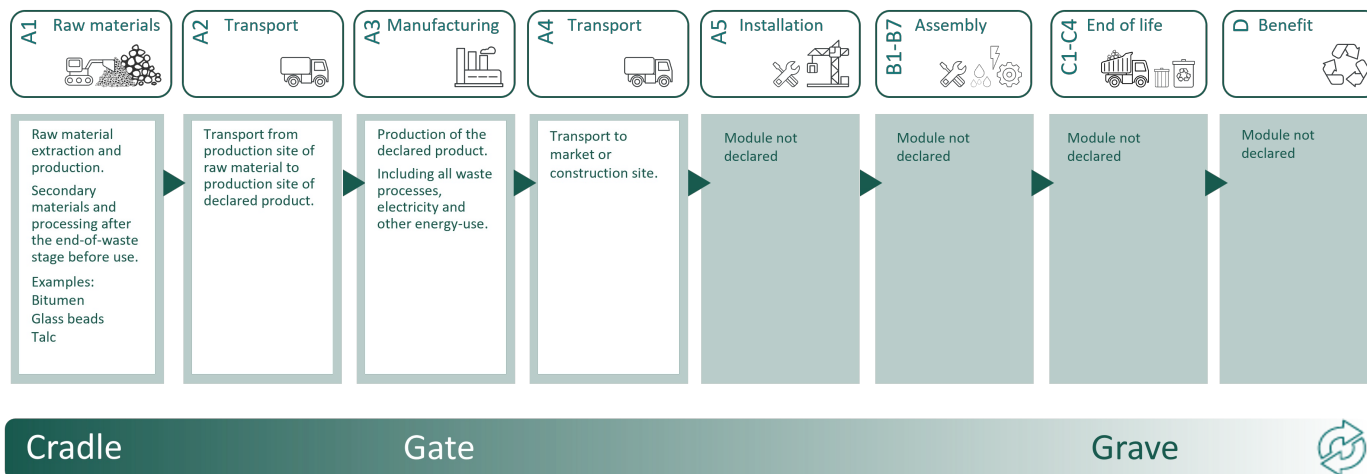 A1 Raw materials
A2 Transport
A3 Manufacturing
A4 Transport
A5 Installation
B1-B7 Assembly
C1-C4 End of life
D Benefit
Raw material
extraction and
production.
Secondary
materials and
processing after
the end-of-waste
stage before use.
Examples:
Bitumen
Glass beads
Talc
Transport from
production site of
raw material to
production site of
declared product.
Production of the
declared product.
Including all waste
processes,
electricity and
other energy-use.
Transport to
market or
construction site.
Module not
declared
Module not
declared
Module not
declared
Module not
declared
Cradle
Gate
Grave